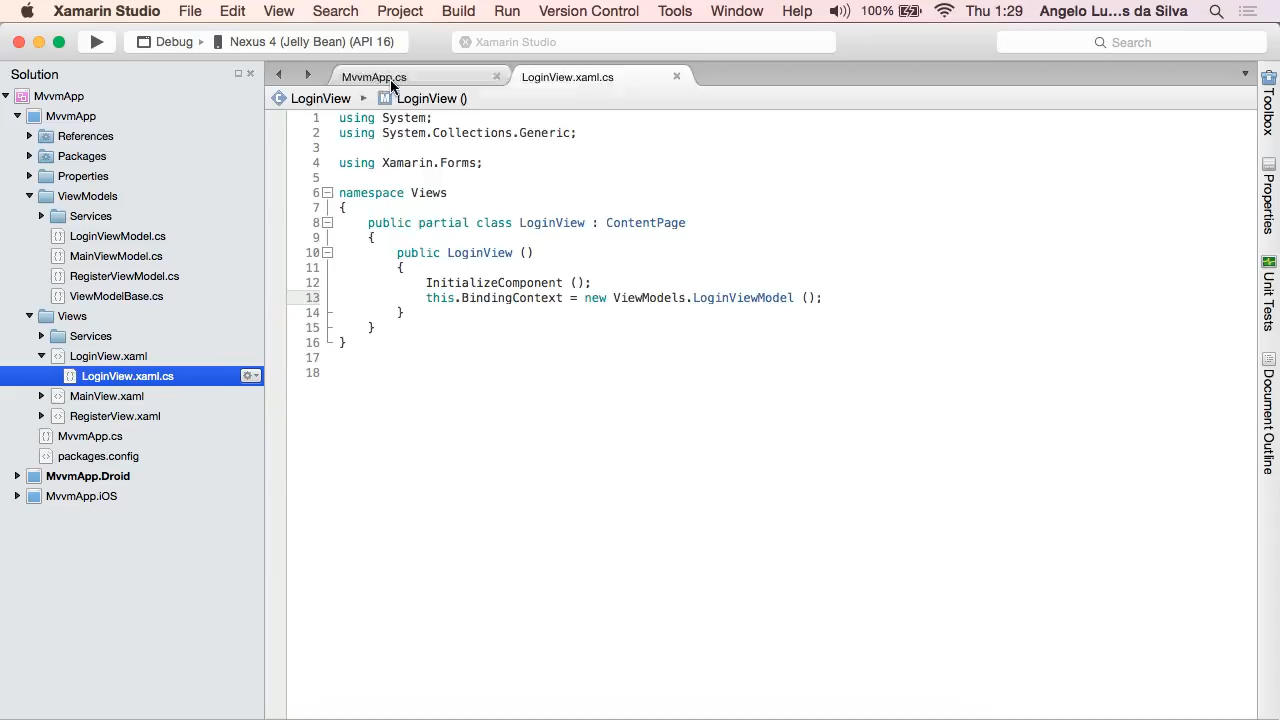 Xamarin Studio File Edit View Search Project Build Run Version Control Tools Window Help 100% Thu 1:29 Angelo Lu...s da Silva
Debug Nexus 4 (Jelly Bean) (API 16) Xamarin Studio Search
Solution
MvvmApp
MvvmApp
References
Packages
Properties
ViewModels
Services
LoginViewModel.cs
MainViewModel.cs
RegisterViewModel.cs
ViewModelBase.cs
Views
Services
LoginView.xaml
LoginView.xaml.cs
MainView.xaml
RegisterView.xaml
MvvmApp.cs
packages.config
MvvmApp.Droid
MvvmApp.iOS
MvvmApp.cs LoginView.xaml.cs
LoginView LoginView ()
1 using System;
2 using System.Collections.Generic;
3
4 using Xamarin.Forms;
5
6 namespace Views
7 {
8 public partial class LoginView : ContentPage
9 {
10 public LoginView ()
11 {
12 InitializeComponent ();
13 this.BindingContext = new ViewModels.LoginViewModel ();
14 }
15 }
16 }
17
18
Toolbox
Properties
Unit Tests
Document Outline